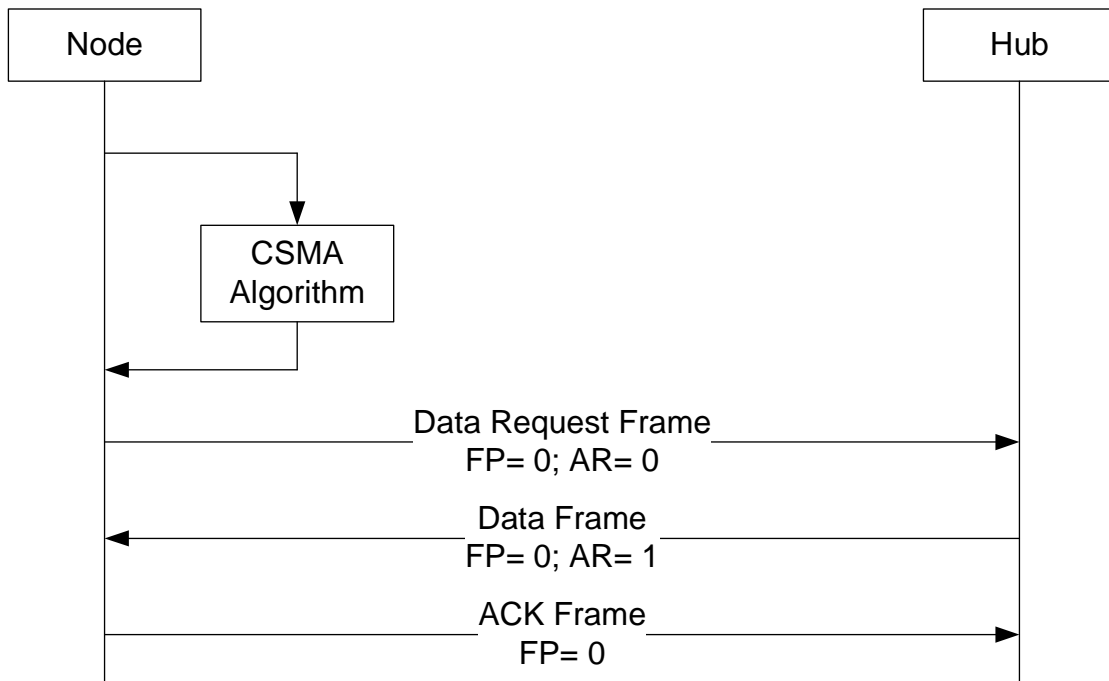 Node
Hub
CSMA
Algorithm
Data Request Frame
FP= 0; AR= 0
Data Frame
FP= 0; AR= 1
ACK Frame
FP= 0